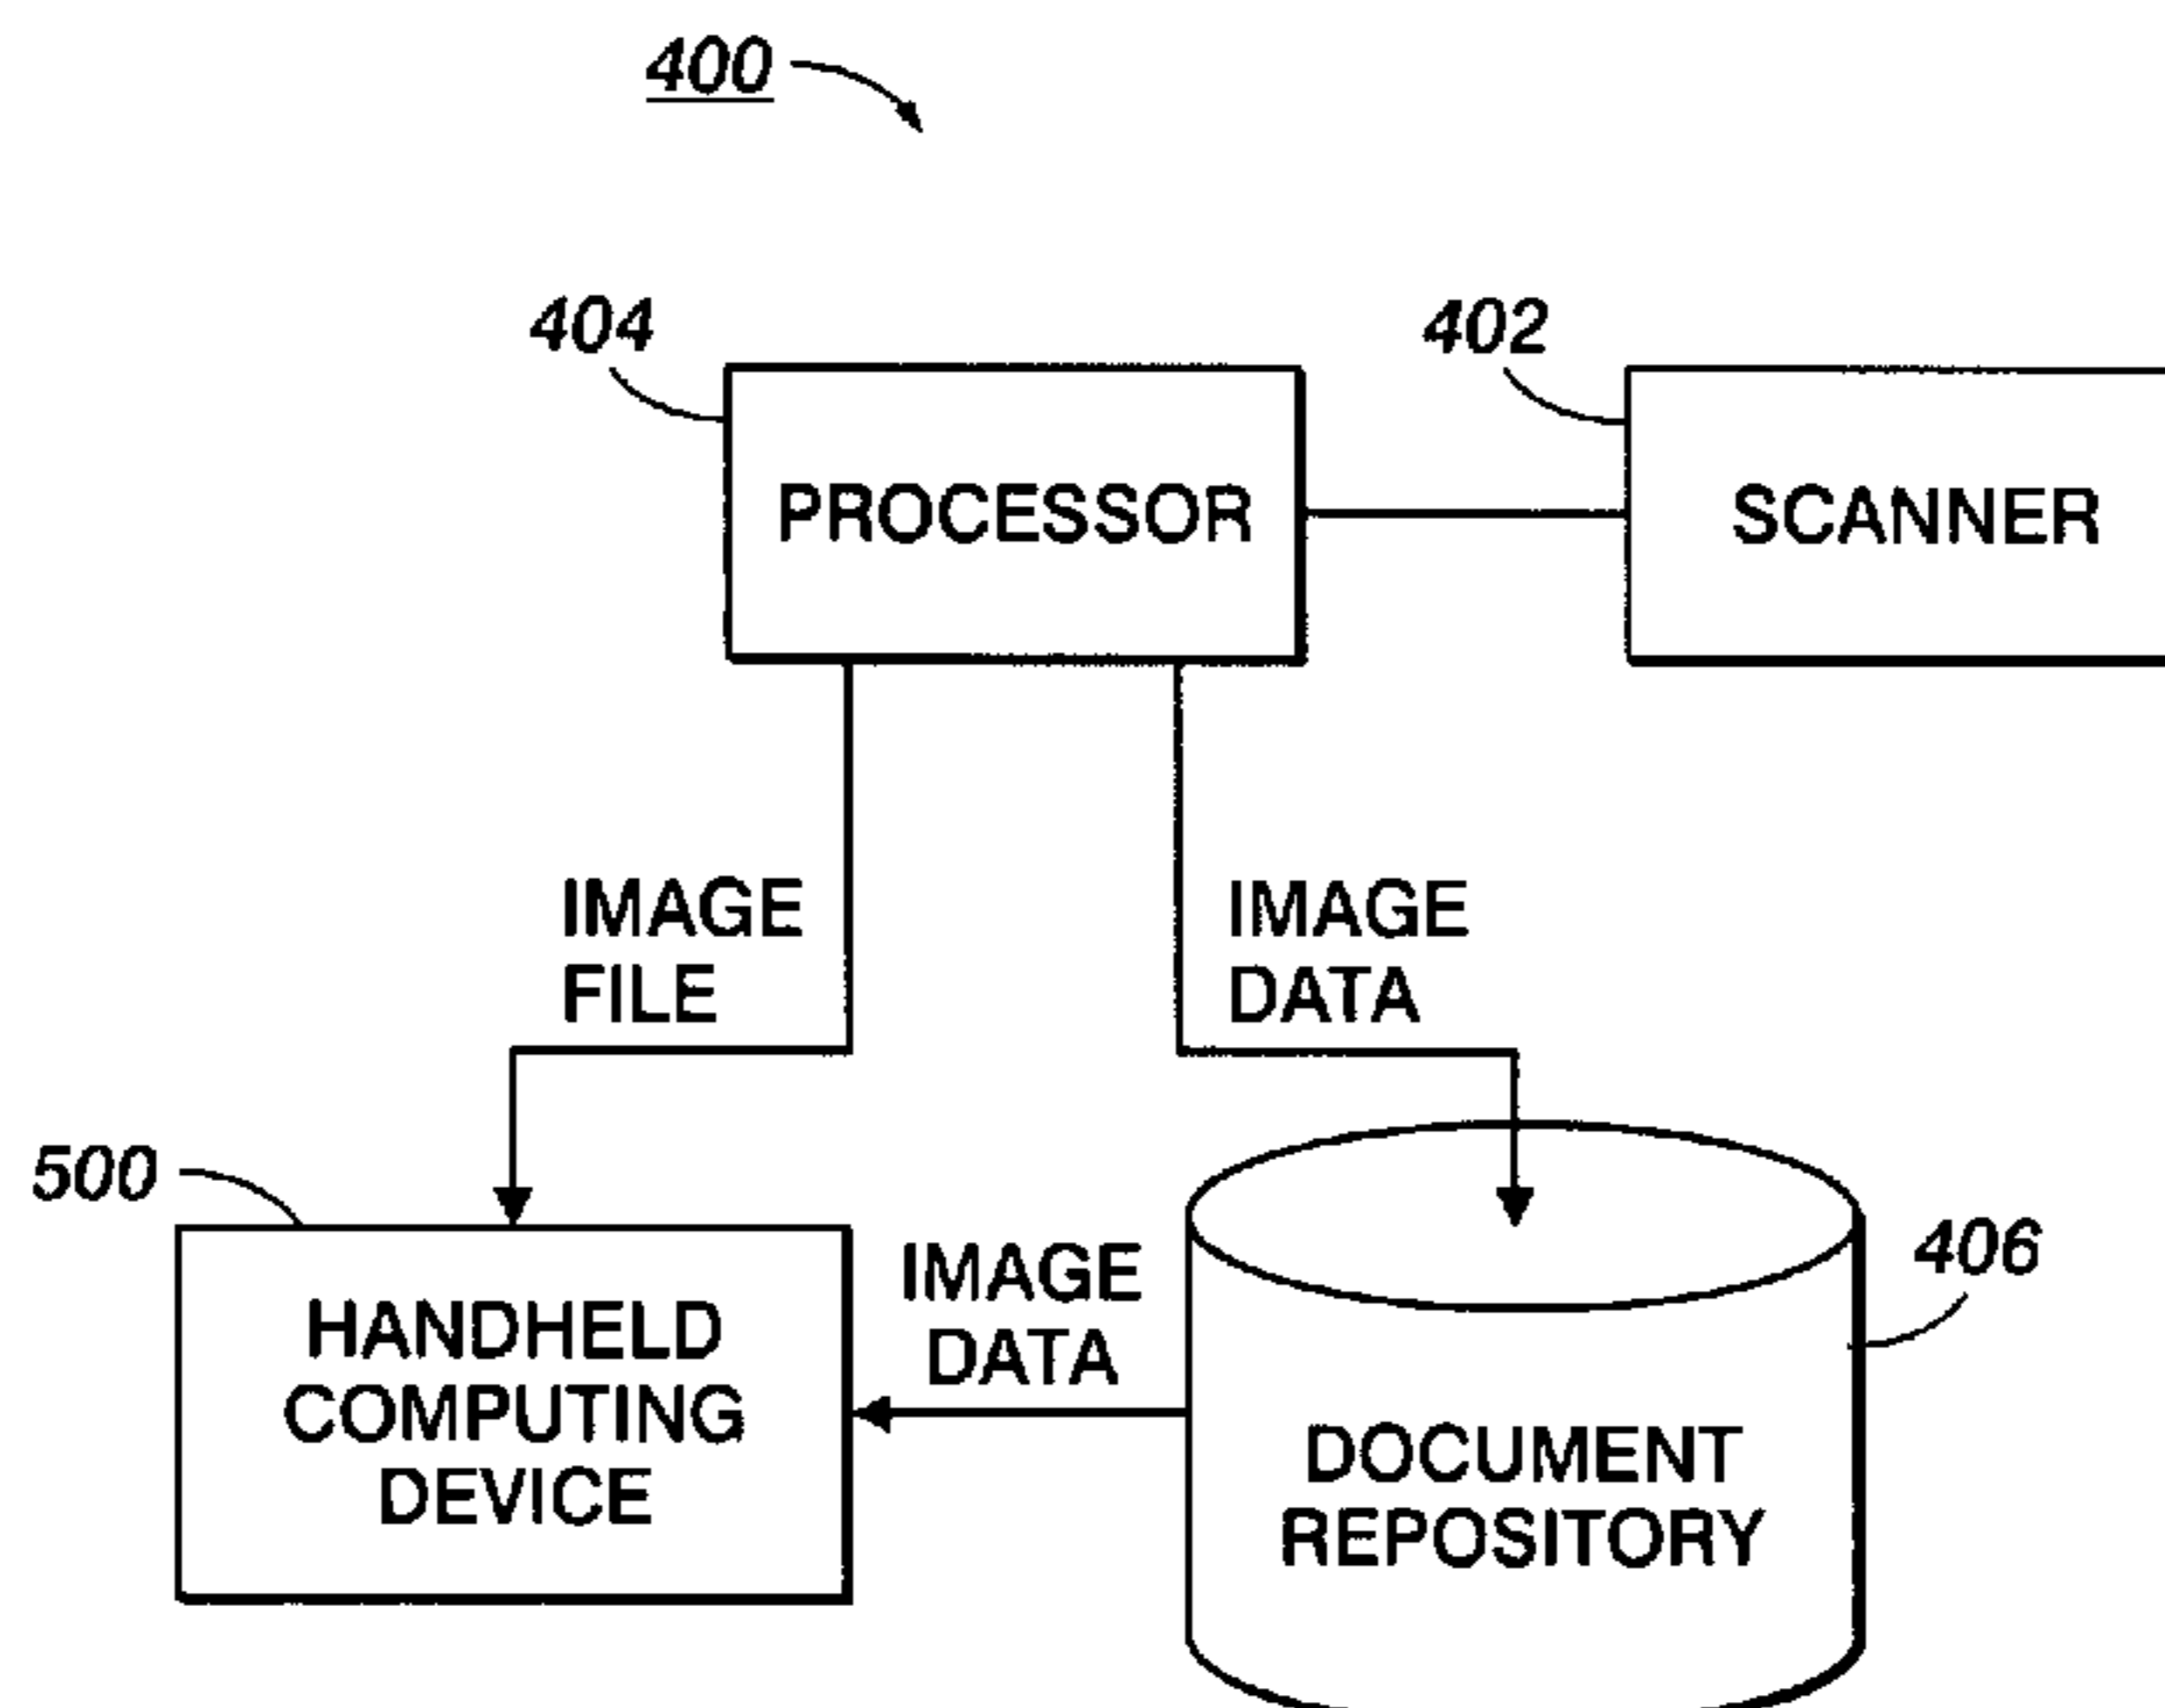 400
404
402
PROCESSOR
SCANNER
IMAGE
FILE
IMAGE
DATA
500
406
IMAGE
DATA
HANDHELD
COMPUTING
DEVICE
DOCUMENT
REPOSITORY